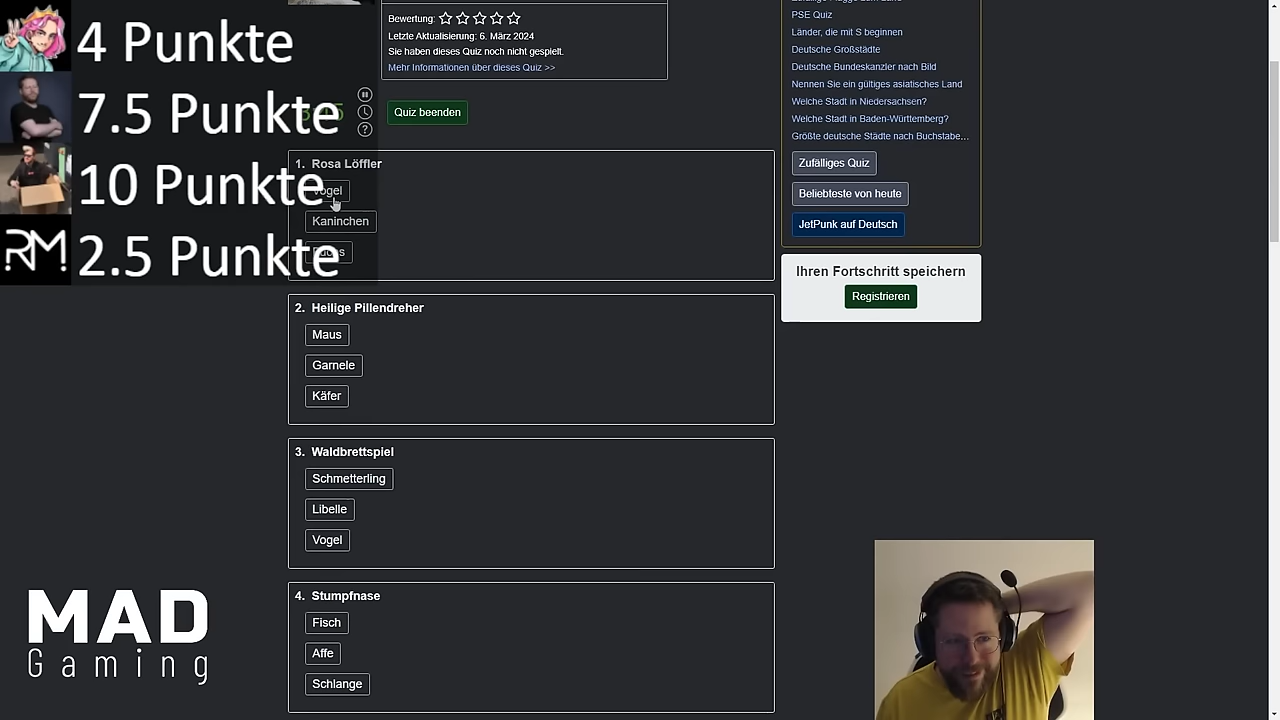 4 Punkte
7.5 Punkte
10 Punkte
RM 2.5 Punkte
Bewertung:
Letzte Aktualisierung: 6. März 2024
Sie haben dieses Quiz noch nicht gespielt.
Mehr Informationen über dieses Quiz >>
Quiz beenden
1. Rosa Löffler
Vogel
Kaninchen
2. Heilige Pillendreher
Maus
Garnele
Käfer
3. Waldbrettspiel
Schmetterling
Libelle
Vogel
4. Stumpfnase
Fisch
Affe
Schlange
PSE Quiz
Länder, die mit S beginnen
Deutsche Großstädte
Deutsche Bundeskanzler nach Bild
Nennen Sie ein gültiges asiatisches Land
Welche Stadt in Niedersachsen?
Welche Stadt in Baden-Württemberg?
Größte deutsche Städte nach Buchstabe...
Zufälliges Quiz
Beliebteste von heute
JetPunk auf Deutsch
Ihren Fortschritt speichern
Registrieren
MAD
Gaming